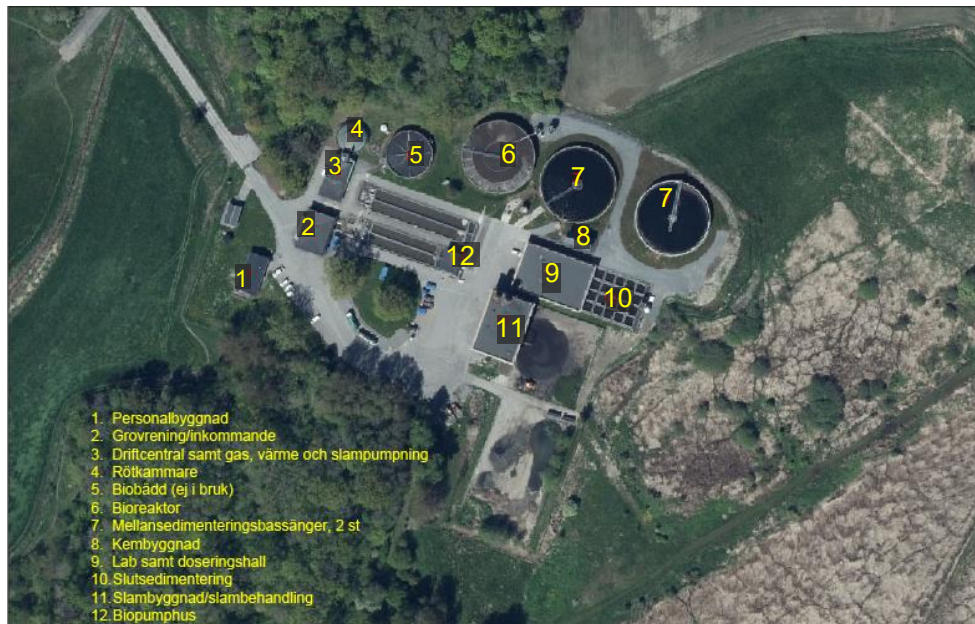 4
5
6
3
7
7
2
8
12
9
1
10
11
1. Personalbyggnad
2. Grovrening/inkommande
3. Driftcentral samt gas, värme och slampumpning
4. Rötkammare
5. Biobädd (ej i bruk)
6. Bioreaktor
7. Mellansedimenteringsbassänger, 2 st
8. Kembyggnad
9. Lab samt doseringshall
10. Slutsedimentering
11. Slambyggnad/slambehandling
12. Biopumphus